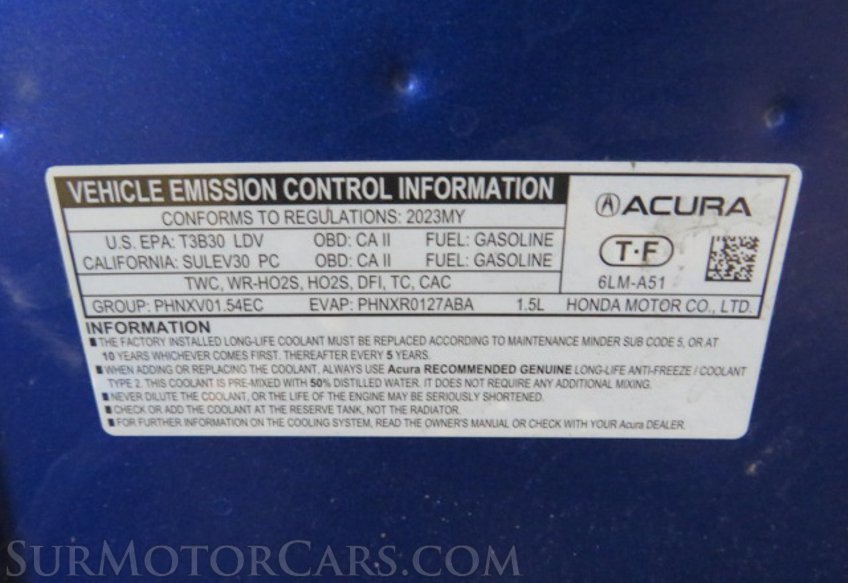 VEHICLE EMISSION CONTROL INFORMATION
CONFORMS TO REGULATIONS: 2023MY
U.S. EPA: T3B30 LDV OBD: CA II FUEL: GASOLINE
CALIFORNIA: SULEV30 PC OBD: CA II FUEL: GASOLINE
TWC, WR-HO2S, HO2S, DFI, TC, CAC
GROUP: PHNXV01.54EC EVAP: PHNXR0127ABA 1.5L HONDA MOTOR CO., LTD.
ACURA
T·F
6LM-A51
INFORMATION
■ THE FACTORY INSTALLED LONG-LIFE COOLANT MUST BE REPLACED ACCORDING TO MAINTENANCE MINDER SUB CODE 5, OR AT
10 YEARS WHICHEVER COMES FIRST. THEREAFTER EVERY 5 YEARS.
■ WHEN ADDING OR REPLACING THE COOLANT, ALWAYS USE Acura RECOMMENDED GENUINE LONG-LIFE ANTI-FREEZE / COOLANT
TYPE 2. THIS COOLANT IS PRE-MIXED WITH 50% DISTILLED WATER. IT DOES NOT REQUIRE ANY ADDITIONAL MIXING.
■ NEVER DILUTE THE COOLANT, OR THE LIFE OF THE ENGINE MAY BE SERIOUSLY SHORTENED.
■ CHECK OR ADD THE COOLANT AT THE RESERVE TANK, NOT THE RADIATOR.
■ FOR FURTHER INFORMATION ON THE COOLING SYSTEM, READ THE OWNER'S MANUAL OR CHECK WITH YOUR Acura DEALER.
SURMOTORCARS.COM